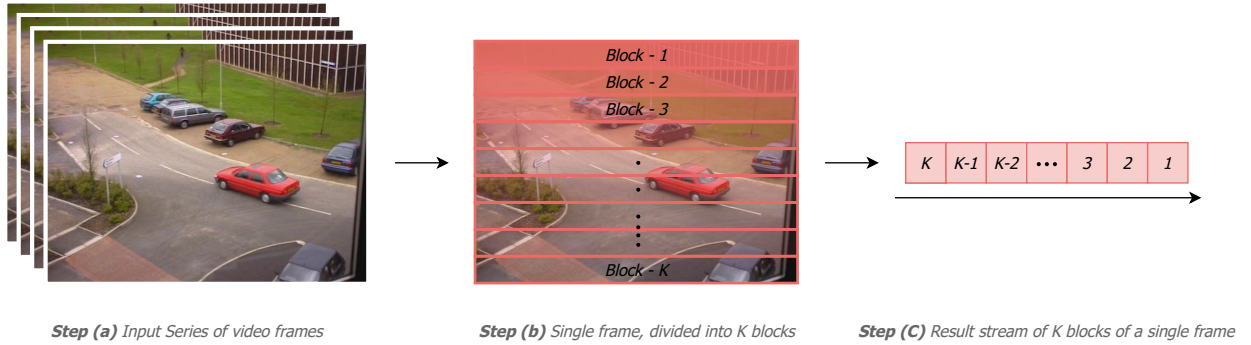 Block - 1
Block - 2
Block - 3
Block - K
K K-1 K-2 ••• 3 2 1
Step (a) Input Series of video frames
Step (b) Single frame, divided into K blocks
Step (C) Result stream of K blocks of a single frame